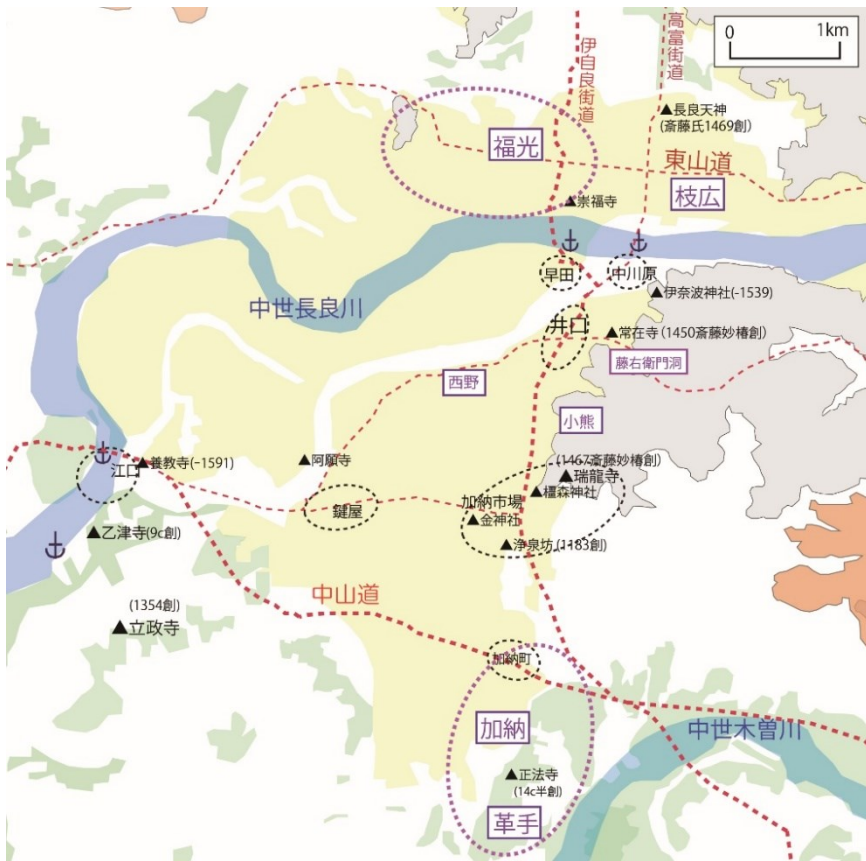 0 1km
高富街道
伊自良街道
長良天神
(斎藤氏1469創)
福光
東山道
枝広
崇福寺
早田
中川原
伊奈波神社(-1539)
中世長良川
井口
常在寺(1450斎藤妙椿創)
藤右衛門洞
西野
小熊
(1467斎藤妙椿創)
瑞龍寺
阿願寺
養教寺(-1591)
江口
橿森神社
加納市場
鍵屋
金神社
乙津寺(9c創)
浄泉坊(1183創)
中山道
(1354創)
立政寺
加納町
加納
中世木曽川
正法寺
(14c半創)
革手